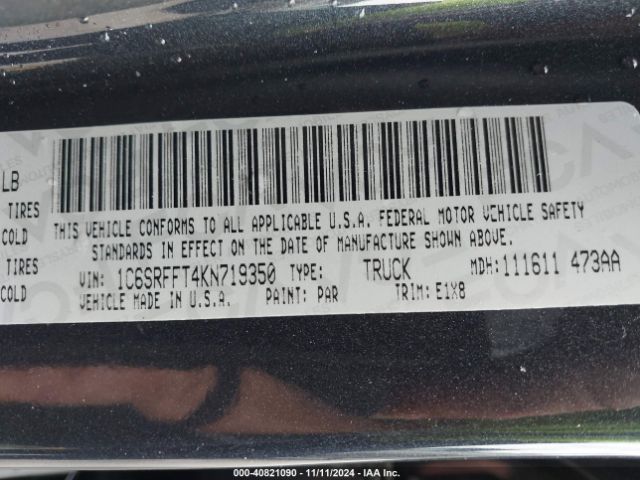 LB
TIRES
COLD
TIRES
COLD
THIS VEHICLE CONFORMS TO ALL APPLICABLE U.S.A. FEDERAL MOTOR VEHICLE SAFETY
STANDARDS IN EFFECT ON THE DATE OF MANUFACTURE SHOWN ABOVE.
VIN: 1C6SRFFT4KN719350 TYPE: TRUCK MDH: 111611 473AA
VEHICLE MADE IN U.S.A. PAINT: PAR TRIM: E1X8
000-40821090 - 11/11/2024 - IAA Inc.